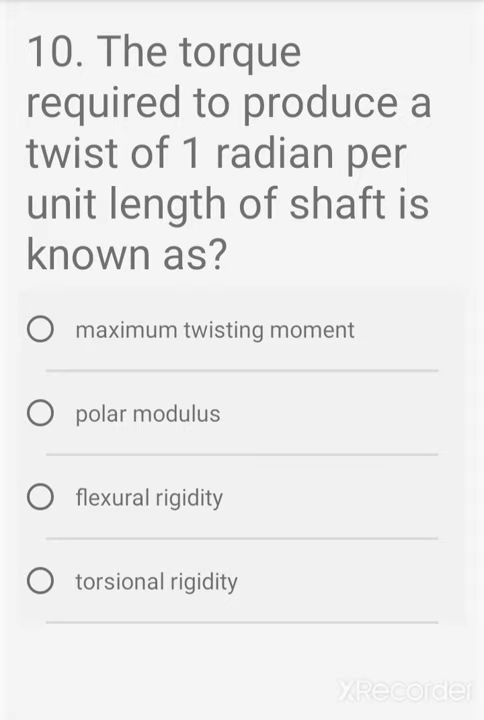 10. The torque
required to produce a
twist of 1 radian per
unit length of shaft is
known as?
maximum twisting moment
polar modulus
flexural rigidity
torsional rigidity
XRecorder